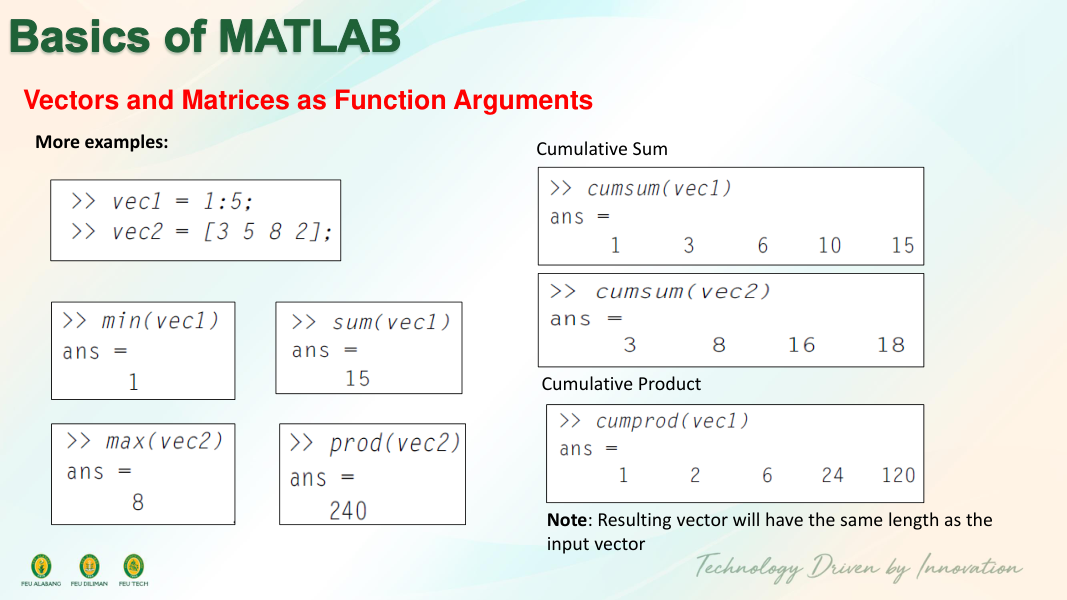 Basics of MATLAB
Vectors and Matrices as Function Arguments
More examples:
>> vec1 = 1:5;
>> vec2 = [3 5 8 2];
>> min(vec1)
ans =
1
>> sum(vec1)
ans =
15
>> max(vec2)
ans =
8
>> prod(vec2)
ans =
240
Cumulative Sum
>> cumsum(vec1)
ans =
1 3 6 10 15
>> cumsum(vec2)
ans =
3 8 16 18
Cumulative Product
>> cumprod(vec1)
ans =
1 2 6 24 120
Note: Resulting vector will have the same length as the
input vector
FEU ALABANG FEU DILIMAN FEU TECH
Technology Driven by Innovation